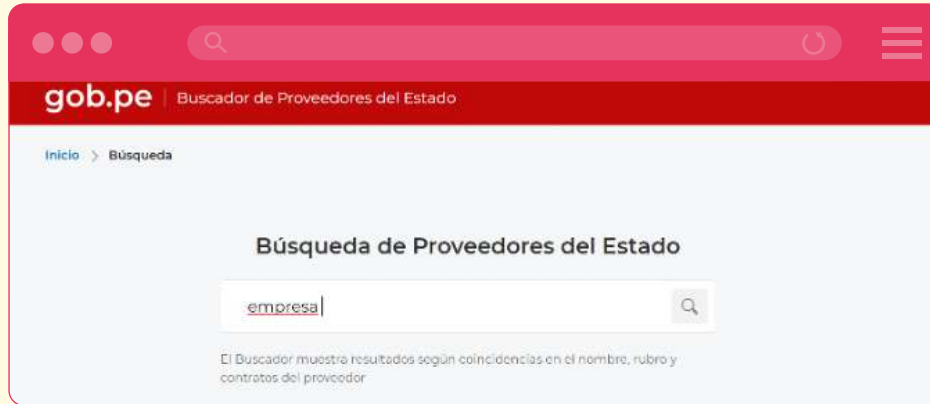 gob.pe | Buscador de Proveedores del Estado
Inicio > Búsqueda
Búsqueda de Proveedores del Estado
empresa
El Buscador muestra resultados según coincidencias en el nombre, rubro y
contratos del proveedor